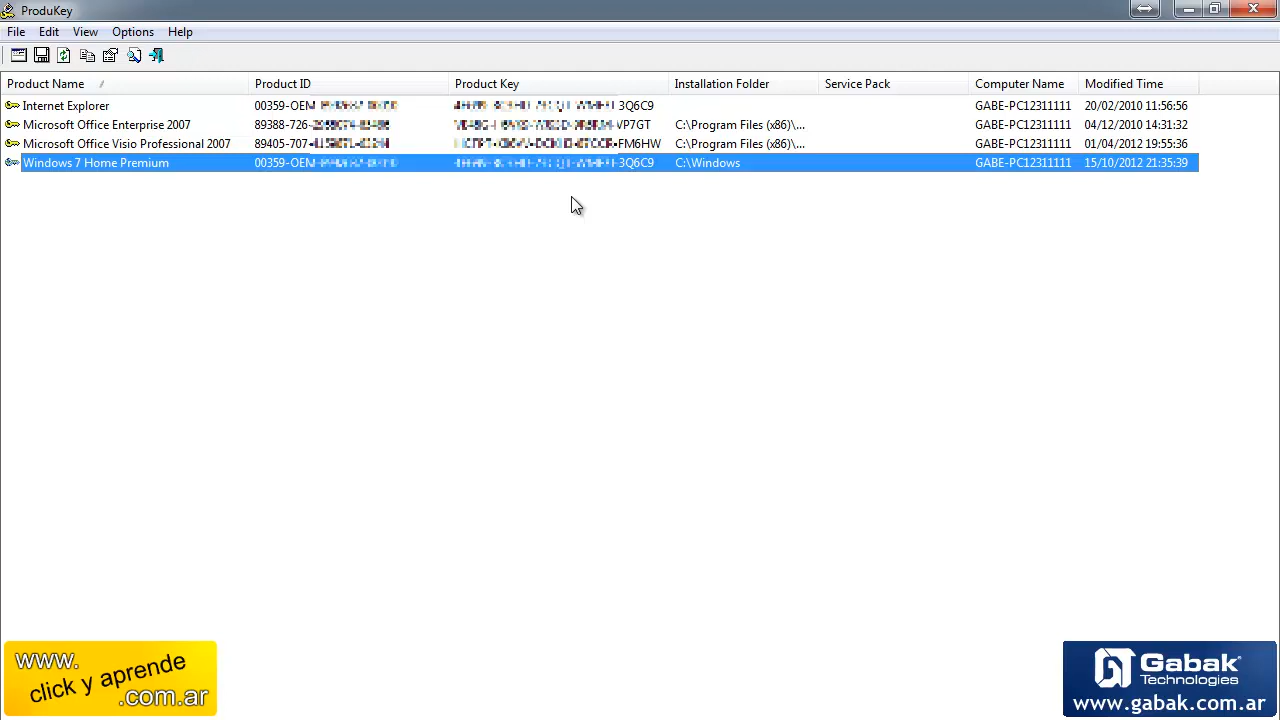 ProduKey
File Edit View Options Help
Product Name Product ID Product Key Installation Folder Service Pack Computer Name Modified Time
Internet Explorer 00359-OEM 3Q6C9 GABE-PC12311111 20/02/2010 11:56:56
Microsoft Office Enterprise 2007 89388-726- VP7GT C:\Program Files (x86)\... GABE-PC12311111 04/12/2010 14:31:32
Microsoft Office Visio Professional 2007 89405-707- -FM6HW C:\Program Files (x86)\... GABE-PC12311111 01/04/2012 19:55:36
Windows 7 Home Premium 00359-OEM 3Q6C9 C:\Windows GABE-PC12311111 15/10/2012 21:35:39
www.
click y aprende
.com.ar
Gabak
Technologies
www.gabak.com.ar